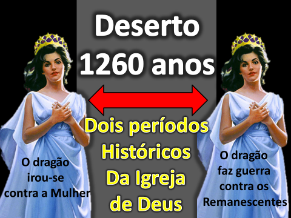 Deserto
1260 anos
Dois períodos
Históricos
Da Igreja
de Deus
O dragão
irou-se
contra a Mulher
O dragão
faz guerra
contra os
Remanescentes